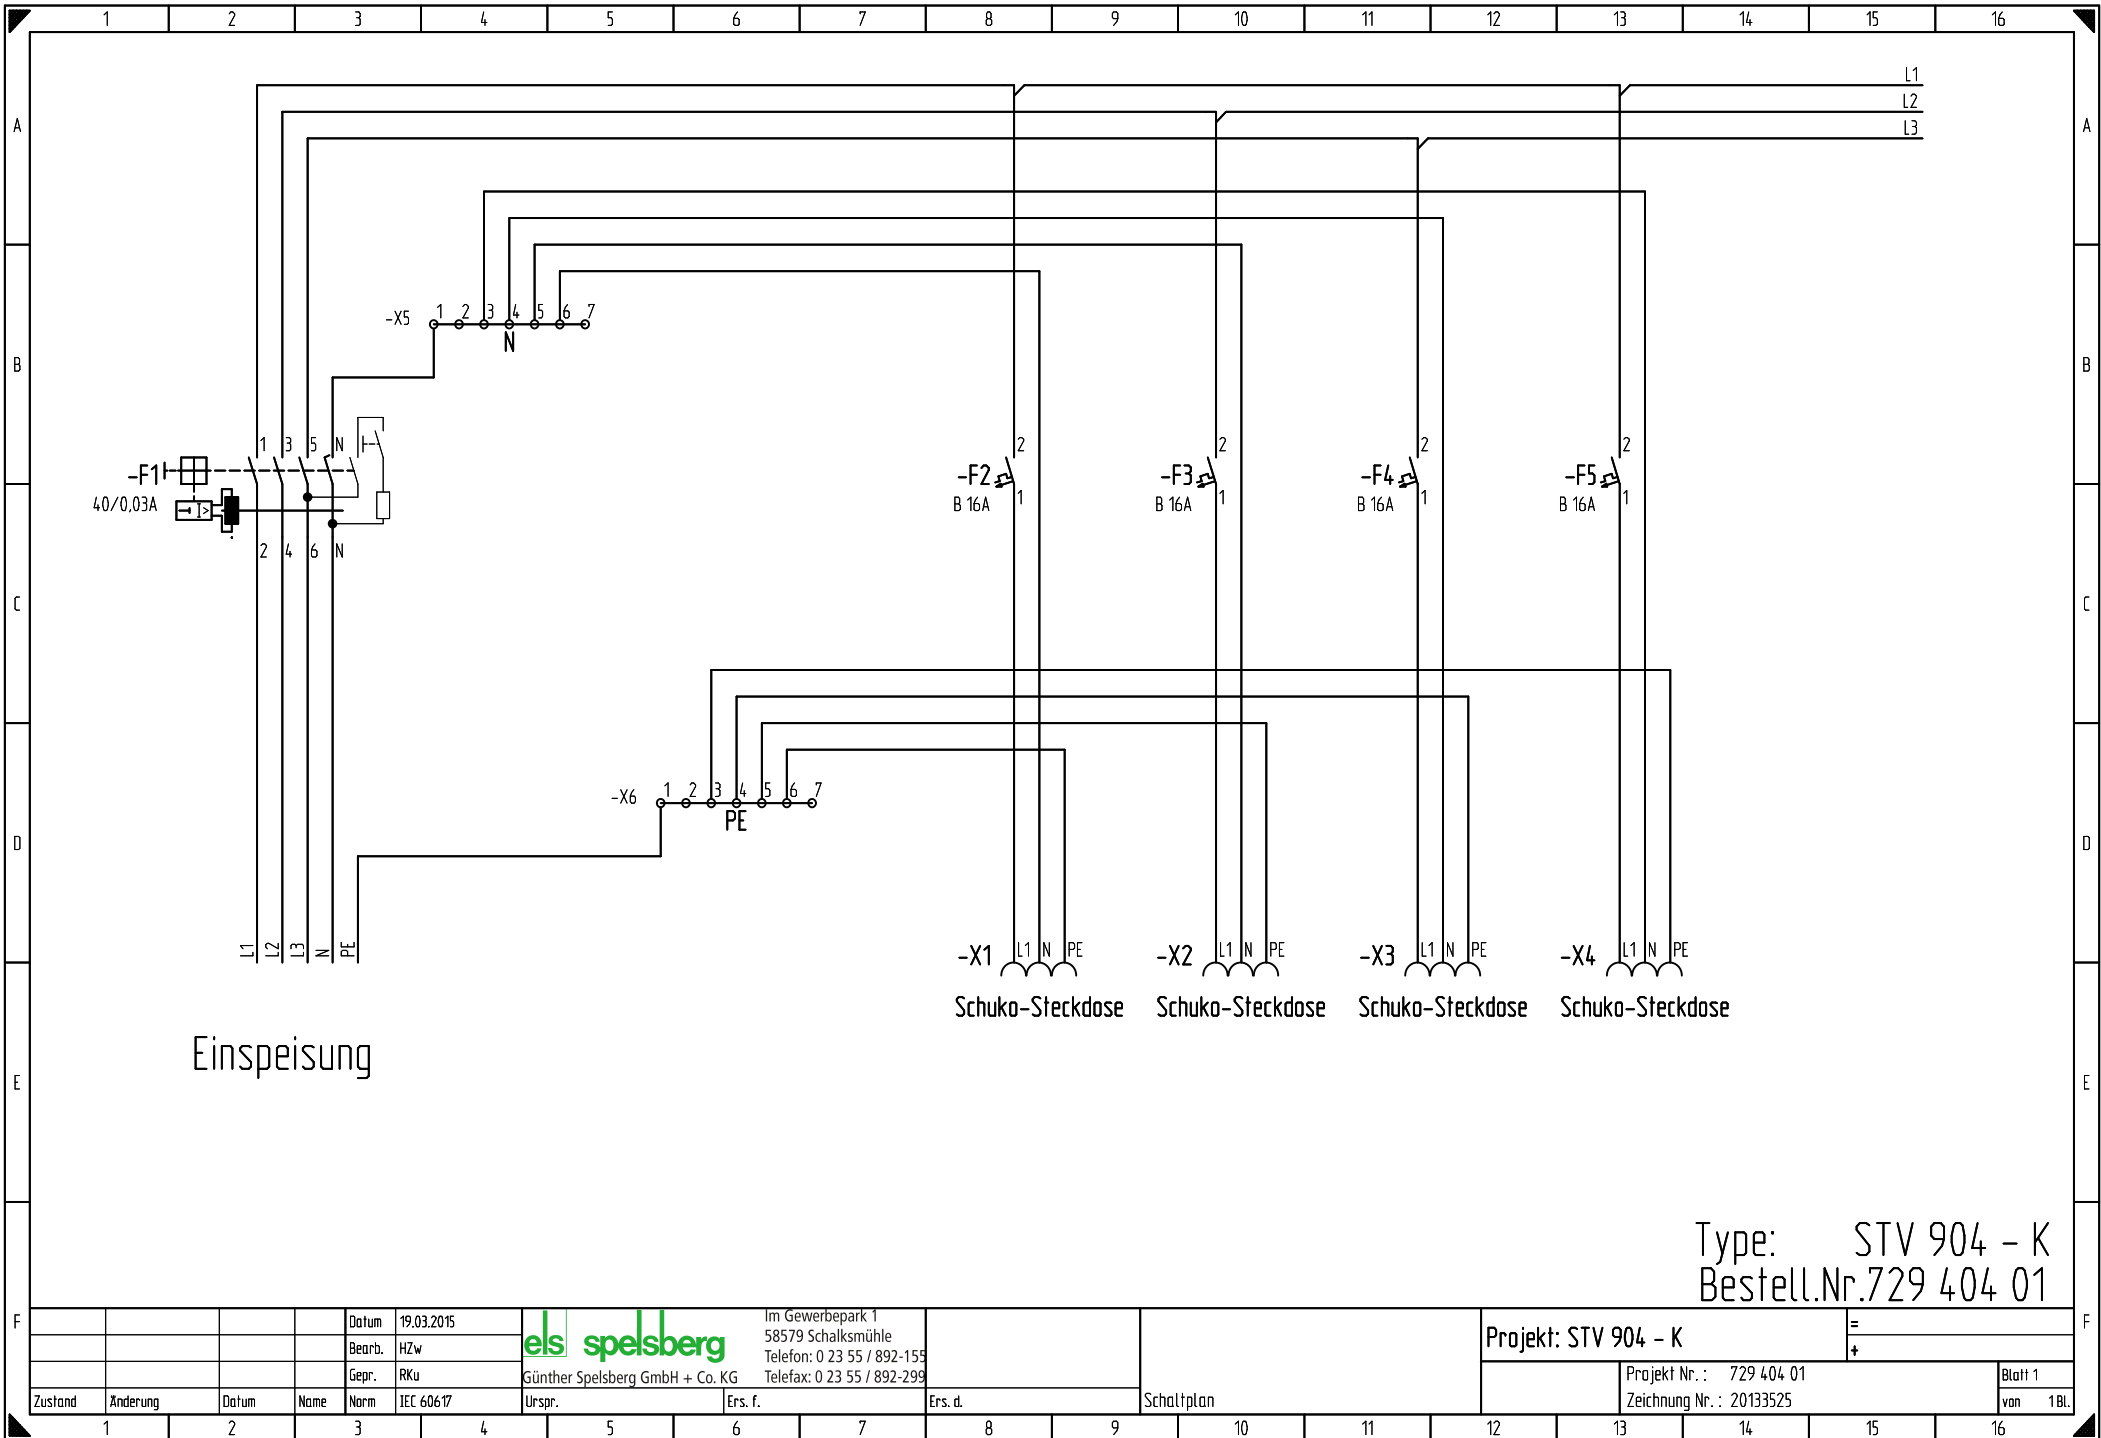 1 2 3 4 5 6 7 8 9 10 11 12 13 14 15 16
L1
L2
L3
A A
-X5 1 2 3 4 5 6 7
N
B B
-F1 1 3 5 N
40/0,03A
I>
2 4 6 N
-F2 2
B 16A 1
-F3 2
B 16A 1
-F4 2
B 16A 1
-F5 2
B 16A 1
C C
-X6 1 2 3 4 5 6 7
PE
D D
L1 L2 L3 N PE
-X1 L1 N PE
-X2 L1 N PE
-X3 L1 N PE
-X4 L1 N PE
Schuko-Steckdose Schuko-Steckdose Schuko-Steckdose Schuko-Steckdose
Einspeisung
E E
Type: STV 904 - K
Bestell.Nr.729 404 01
F F
Datum 19.03.2015
Bearb. HZw
Gepr. RKu
Zustand Änderung Datum Name Norm IEC 60617
els spelsberg
Günther Spelsberg GmbH + Co. KG
Im Gewerbepark 1
58579 Schalksmühle
Telefon: 0 23 55 / 892-155
Telefax: 0 23 55 / 892-299
Urspr. Ers. f. Ers. d.
Schaltplan
Projekt: STV 904 - K
=
+
Projekt Nr. : 729 404 01
Zeichnung Nr. : 20133525
Blatt 1
von 1 Bl.
1 2 3 4 5 6 7 8 9 10 11 12 13 14 15 16